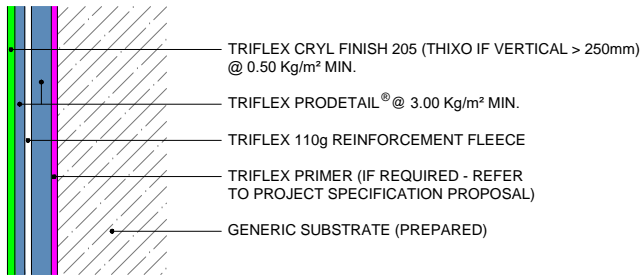 TRIFLEX CRYL FINISH 205 (THIXO IF VERTICAL > 250mm)
@ 0.50 Kg/m² MIN.
TRIFLEX PRODETAIL® @ 3.00 Kg/m² MIN.
TRIFLEX 110g REINFORCEMENT FLEECE
TRIFLEX PRIMER (IF REQUIRED - REFER
TO PROJECT SPECIFICATION PROPOSAL)
GENERIC SUBSTRATE (PREPARED)